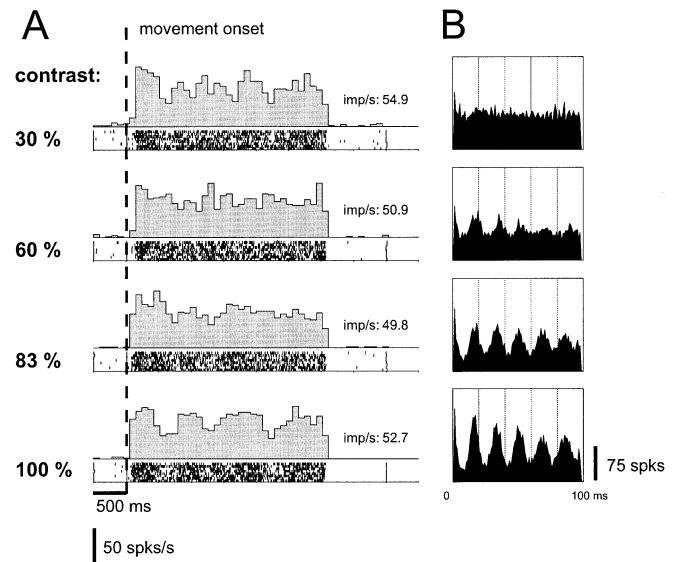 A
B
movement onset
contrast:
imp/s: 54.9
30 %
imp/s: 50.9
60 %
imp/s: 49.8
83 %
imp/s: 52.7
100 %
75 spks
0
100 ms
500 ms
50 spks/s